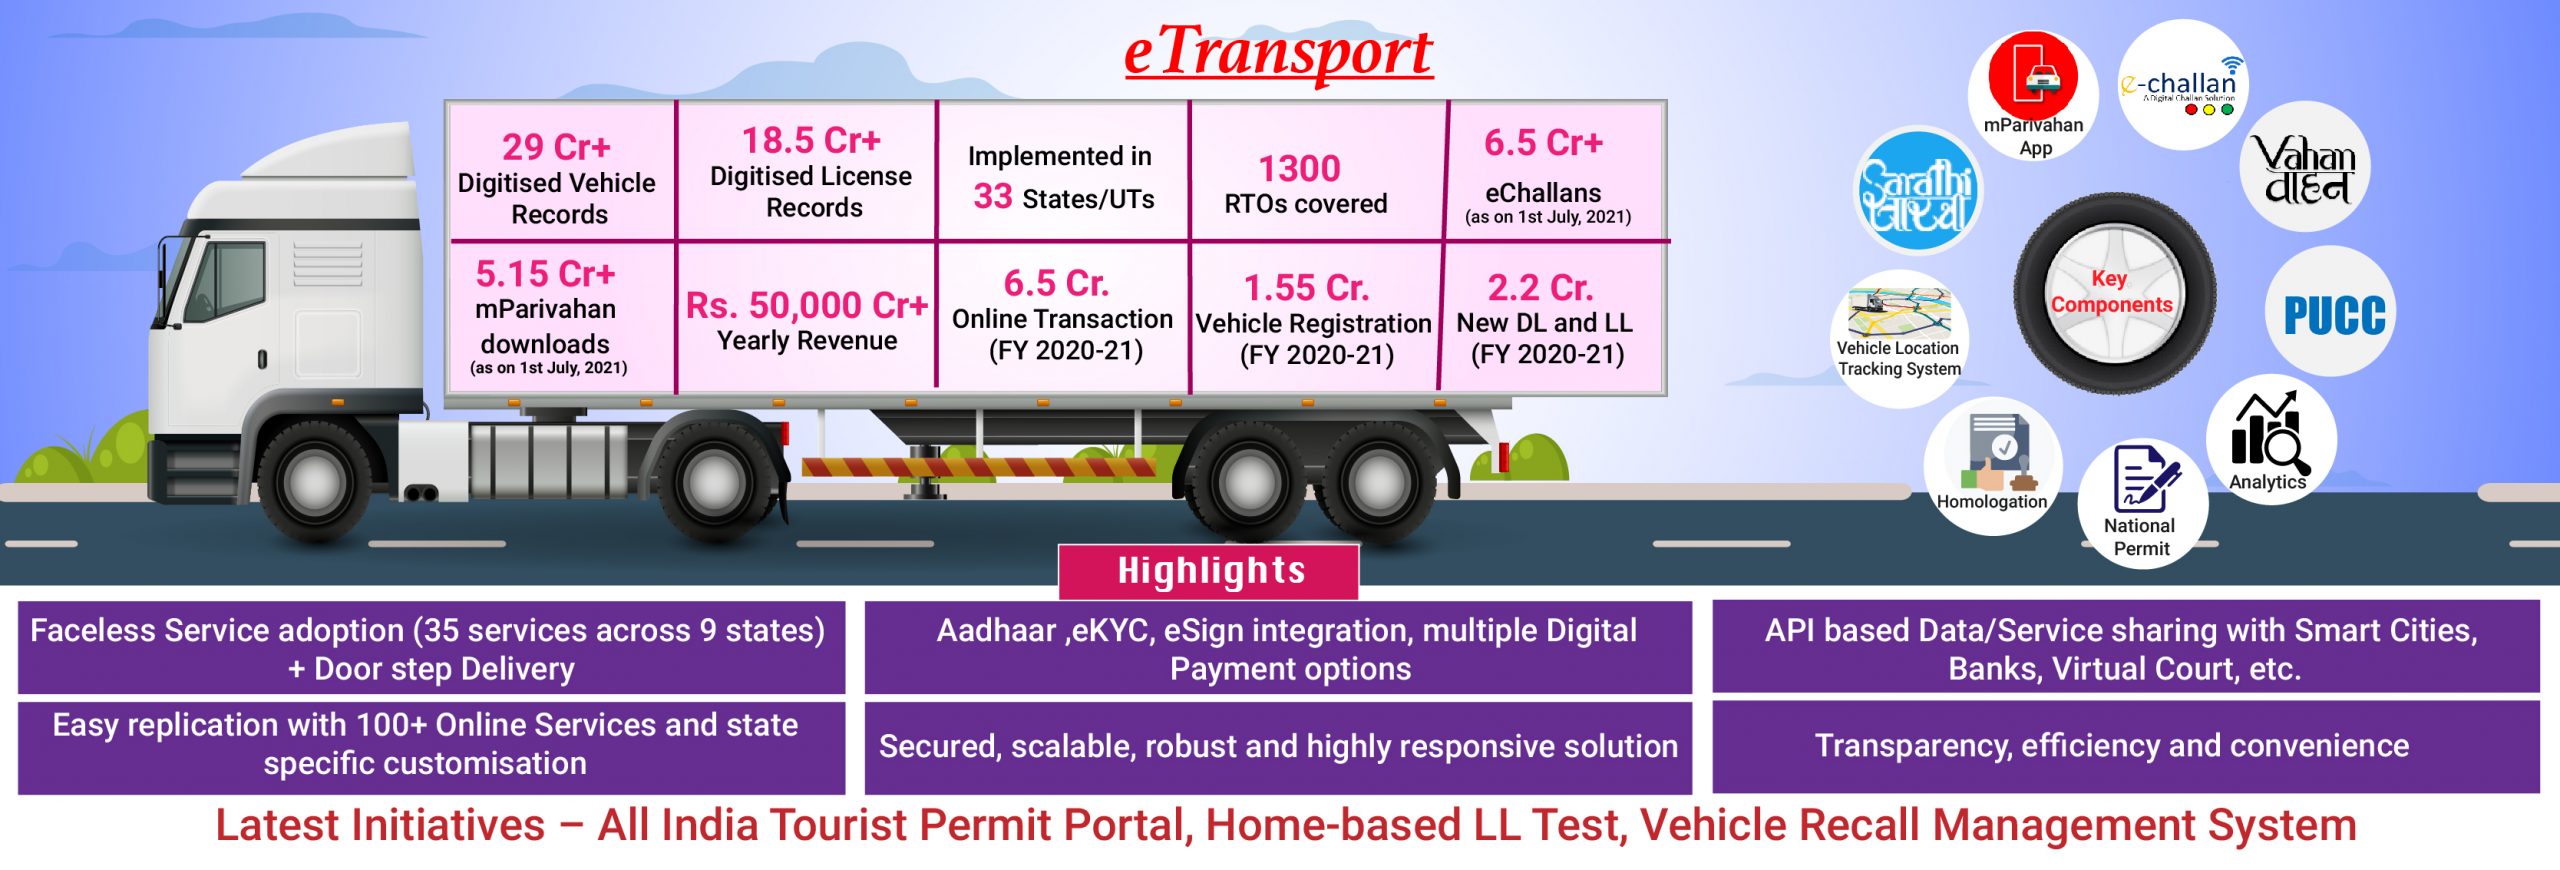 eTransport
29 Cr+
Digitised Vehicle
Records
18.5 Cr+
Digitised License
Records
Implemented in
33 States/UTs
1300
RTOs covered
6.5 Cr+
eChallans
(as on 1st July, 2021)
5.15 Cr+
mParivahan
downloads
(as on 1st July, 2021)
Rs. 50,000 Cr+
Yearly Revenue
6.5 Cr.
Online Transaction
(FY 2020-21)
1.55 Cr.
Vehicle Registration
(FY 2020-21)
2.2 Cr.
New DL and LL
(FY 2020-21)
Key
Components
mParivahan
App
e-challan
A Digital Challan Solution
Vahan
वाहन
PUCC
Analytics
National
Permit
Homologation
Vehicle Location
Tracking System
Sarathi
सारथी
Highlights
Faceless Service adoption (35 services across 9 states)
+ Door step Delivery
Aadhaar ,eKYC, eSign integration, multiple Digital
Payment options
API based Data/Service sharing with Smart Cities,
Banks, Virtual Court, etc.
Easy replication with 100+ Online Services and state
specific customisation
Secured, scalable, robust and highly responsive solution
Transparency, efficiency and convenience
Latest Initiatives – All India Tourist Permit Portal, Home-based LL Test, Vehicle Recall Management System